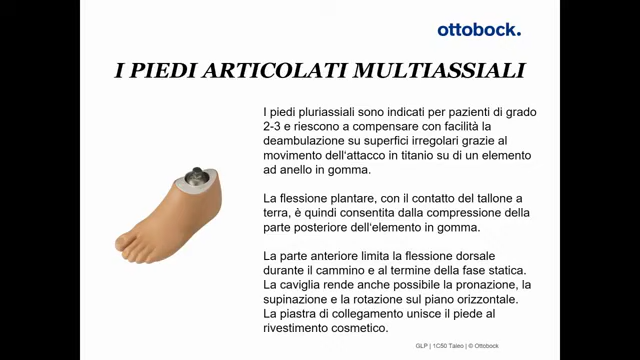 ottobock.
I PIEDI ARTICOLATI MULTIASSIALI
I piedi pluriassiali sono indicati per pazienti di grado
2-3 e riescono a compensare con facilità la
deambulazione su superfici irregolari grazie al
movimento dell'attacco in titanio su di un elemento
ad anello in gomma.
La flessione plantare, con il contatto del tallone a
terra, è quindi consentita dalla compressione della
parte posteriore dell'elemento in gomma.
La parte anteriore limita la flessione dorsale
durante il cammino e al termine della fase statica.
La caviglia rende anche possibile la pronazione, la
supinazione e la rotazione sul piano orizzontale.
La piastra di collegamento unisce il piede al
rivestimento cosmetico.
GLP | 1C50 Taleo | © Ottobock